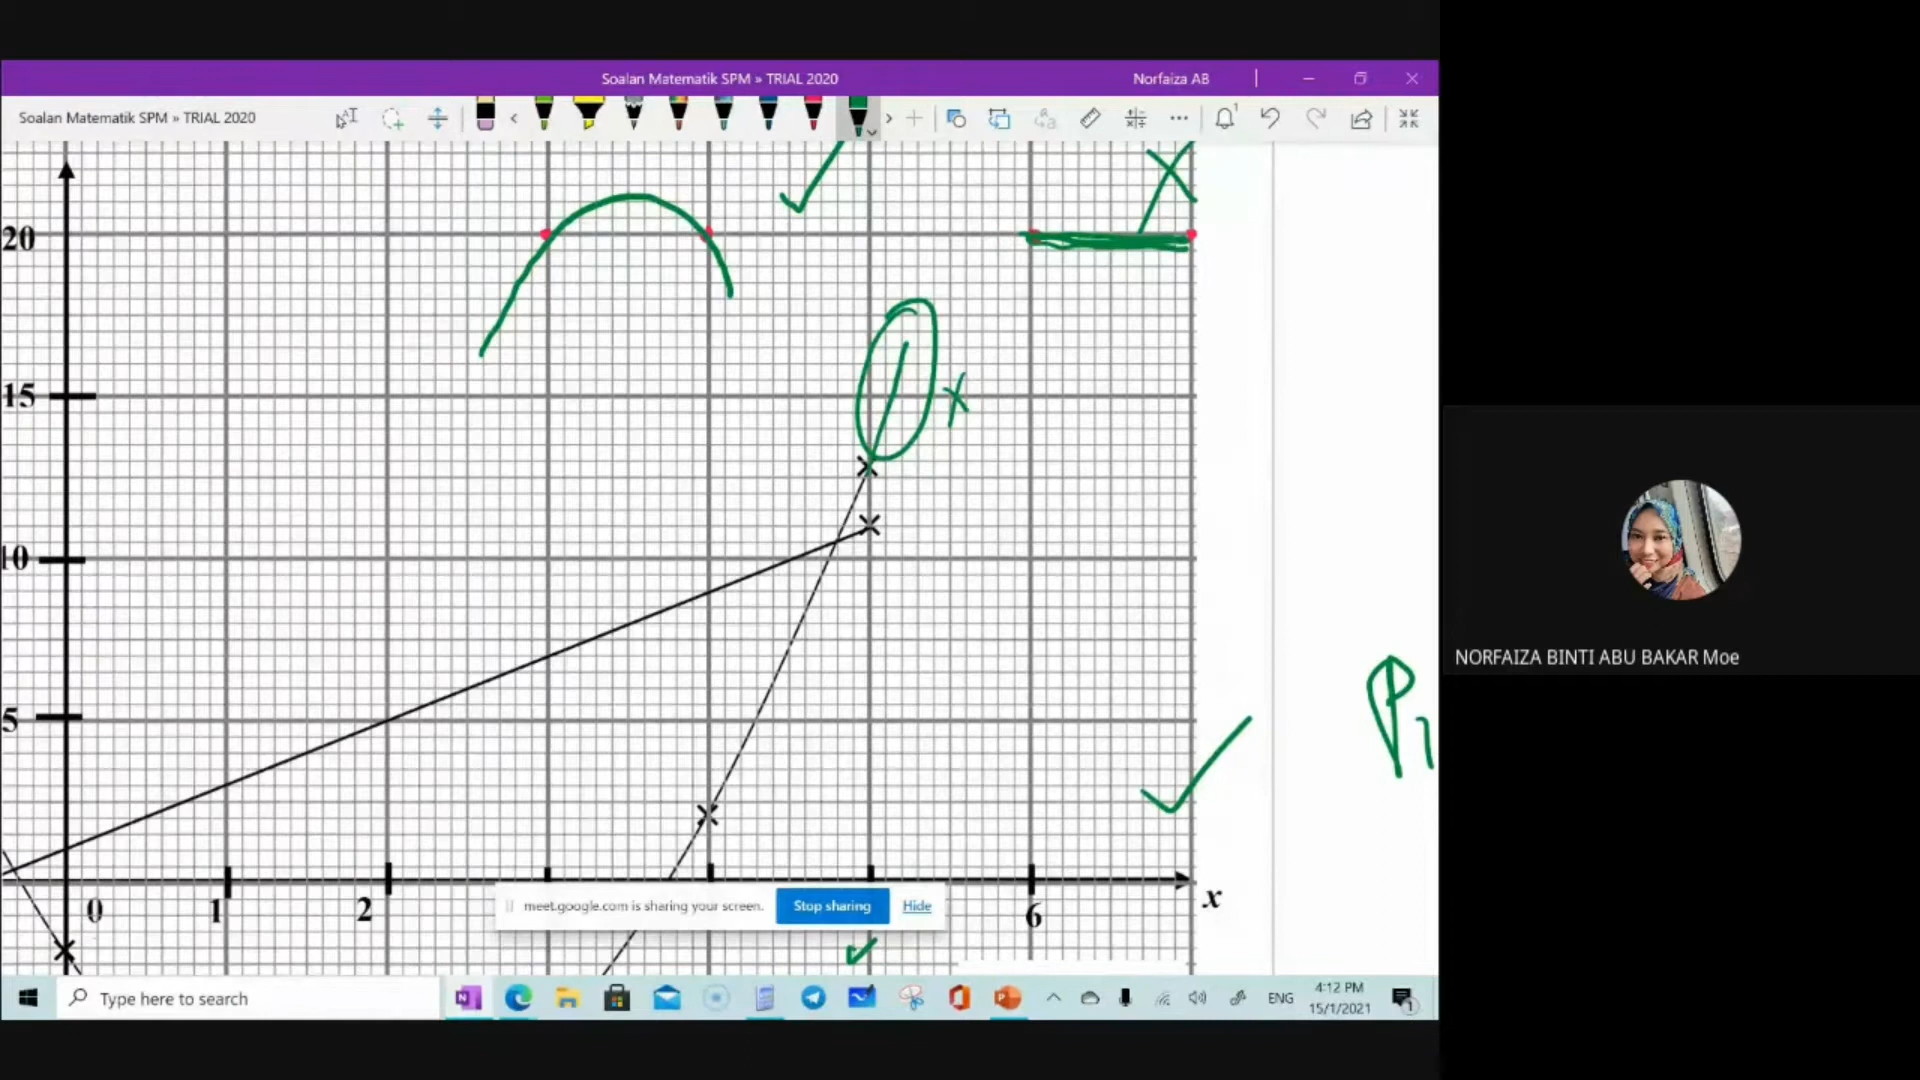 Soalan Matematik SPM » TRIAL 2020
Norfaiza AB
Soalan Matematik SPM » TRIAL 2020
20
15
10
5
0
1
2
6
x
x
P1
meet.google.com is sharing your screen.
Stop sharing
Hide
NORFAIZA BINTI ABU BAKAR Moe
Type here to search
ENG
4:12 PM
15/1/2021
1